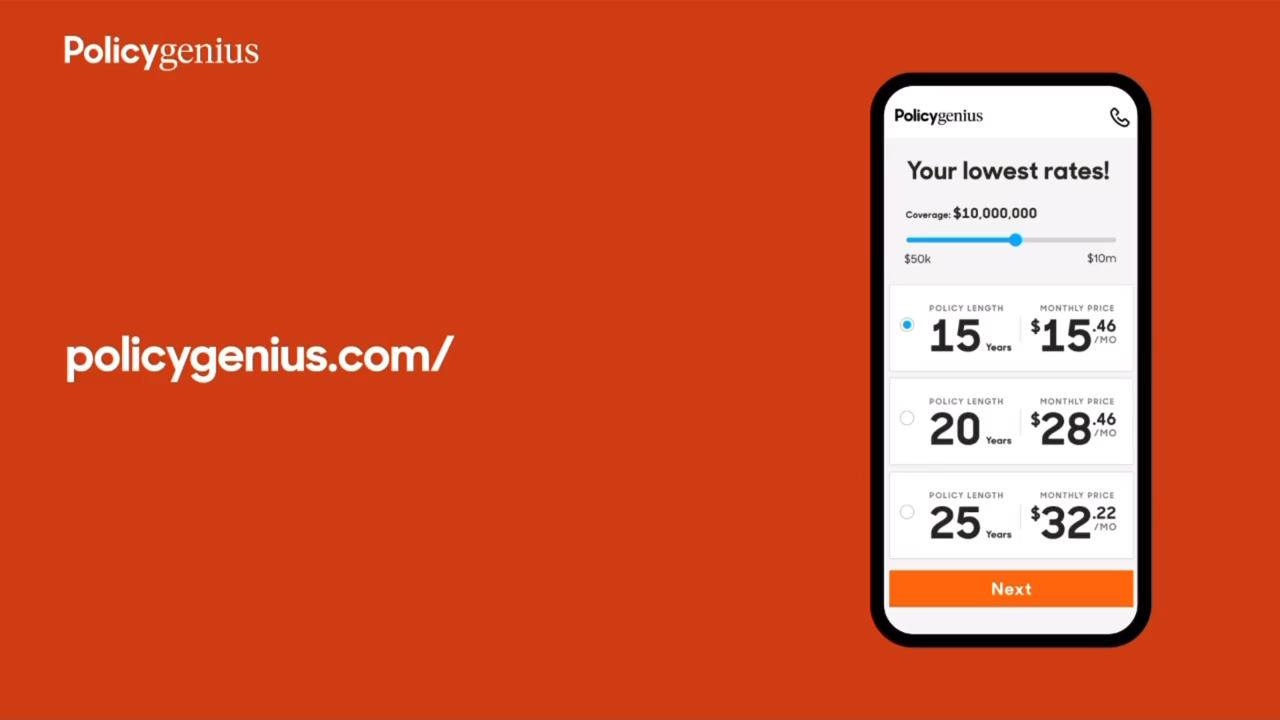 Policygenius
policygenius.com/
Policygenius
Your lowest rates!
Coverage: $10,000,000
$50k $10m
POLICY LENGTH MONTHLY PRICE
15 Years $15.46 /MO
POLICY LENGTH MONTHLY PRICE
20 Years $28.46 /MO
POLICY LENGTH MONTHLY PRICE
25 Years $32.22 /MO
Next